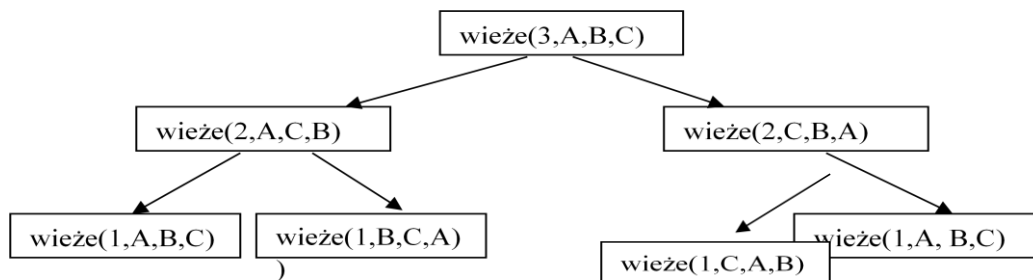 wieże(3,A,B,C)
wieże(2,A,C,B)
wieże(2,C,B,A)
wieże(1,A,B,C)
wieże(1,B,C,A)
)
wieże(1,C,A,B)
wieże(1,A, B,C)